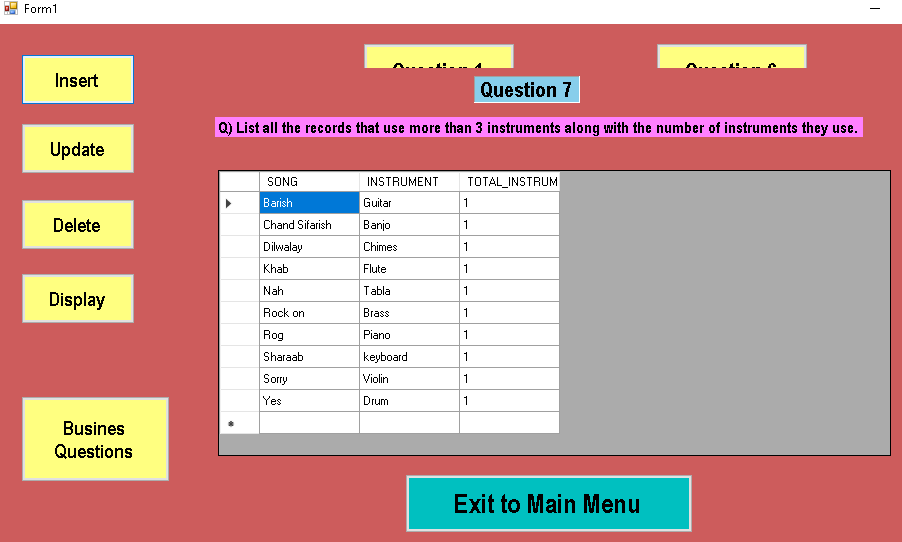 Form1
Insert
Update
Delete
Display
Busines
Questions
Question 7
Q) List all the records that use more than 3 instruments along with the number of instruments they use.
SONG INSTRUMENT TOTAL_INSTRUM
Barish Guitar 1
Chand Sifarish Banjo 1
Dilwalay Chimes 1
Khab Flute 1
Nah Tabla 1
Rock on Brass 1
Rog Piano 1
Sharaab keyboard 1
Sorry Violin 1
Yes Drum 1
Exit to Main Menu